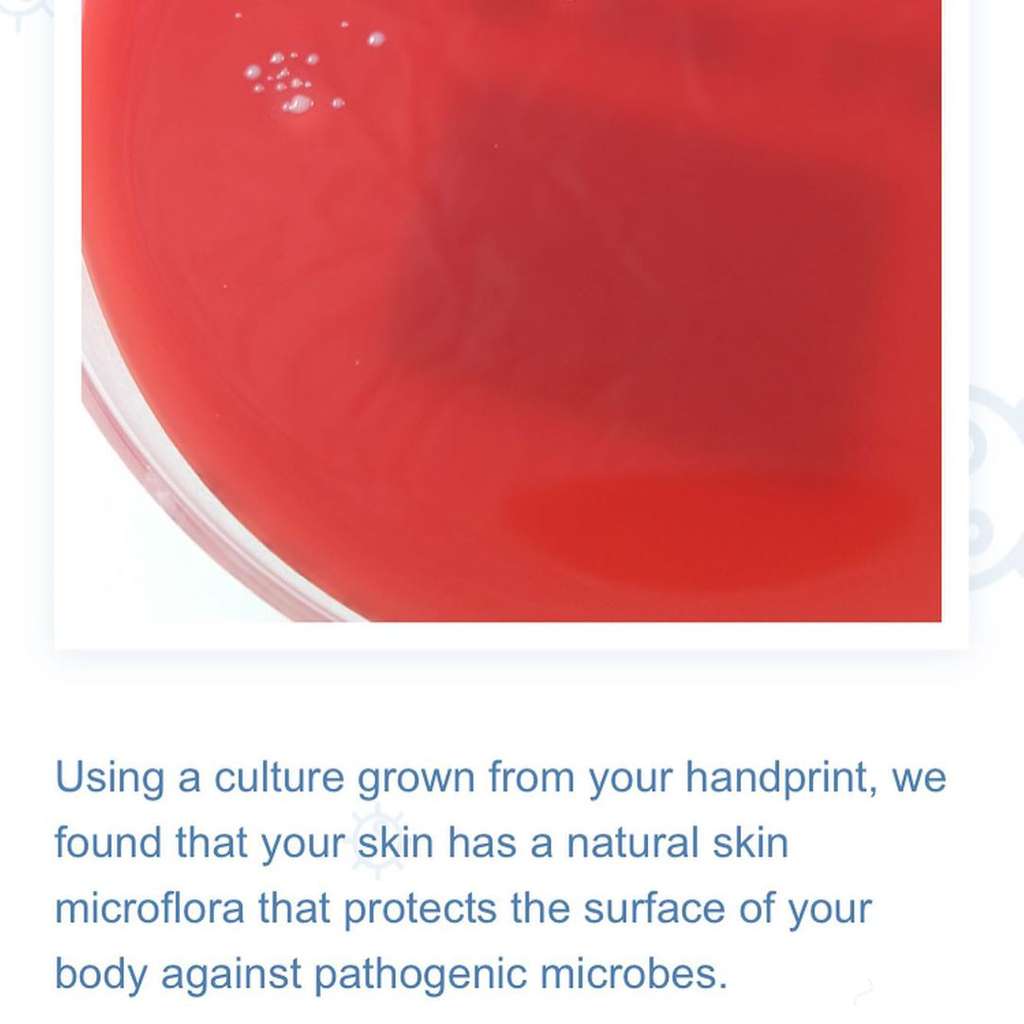 Using a culture grown from your handprint, we
found that your skin has a natural skin
microflora that protects the surface of your
body against pathogenic microbes.